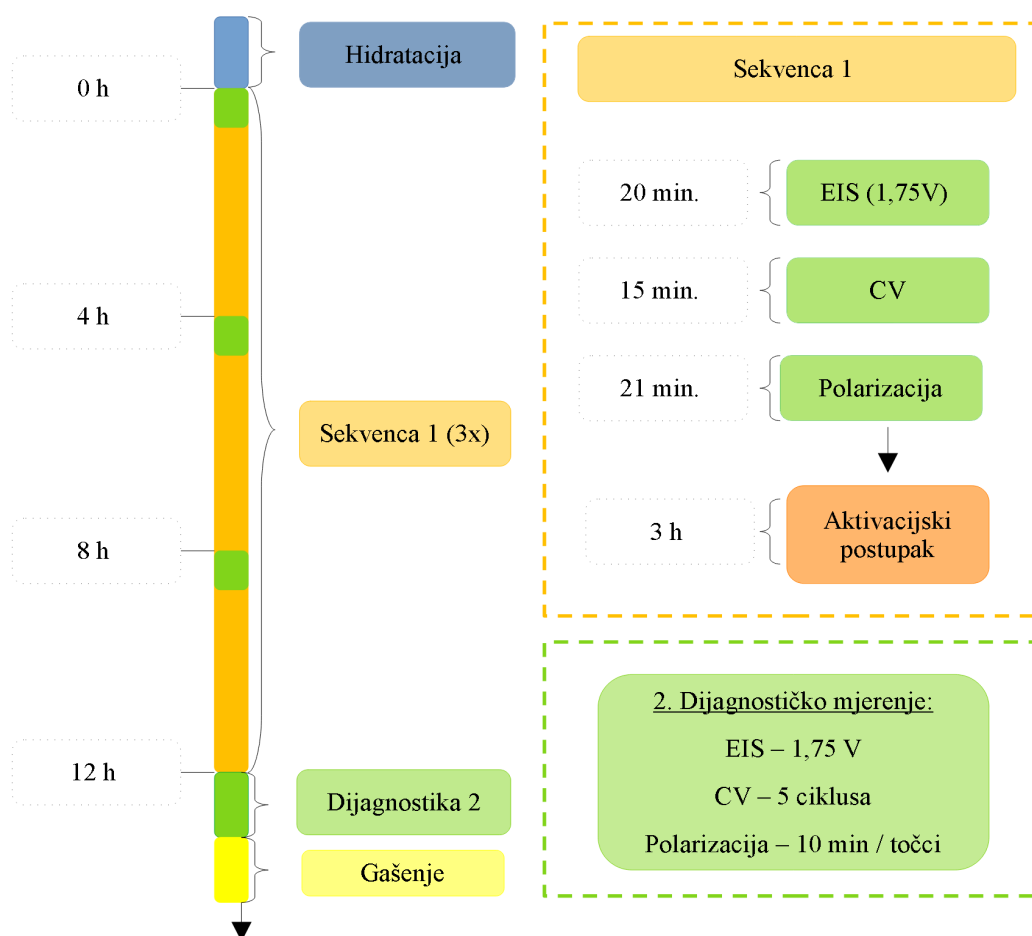 Hidratacija
0 h
4 h
Sekvenca 1 (3x)
8 h
12 h
Dijagnostika 2
Gašenje
Sekvenca 1
20 min.
EIS (1,75V)
15 min.
CV
21 min.
Polarizacija
3 h
Aktivacijski
postupak
2. Dijagnostičko mjerenje:
EIS – 1,75 V
CV – 5 ciklusa
Polarizacija – 10 min / točci